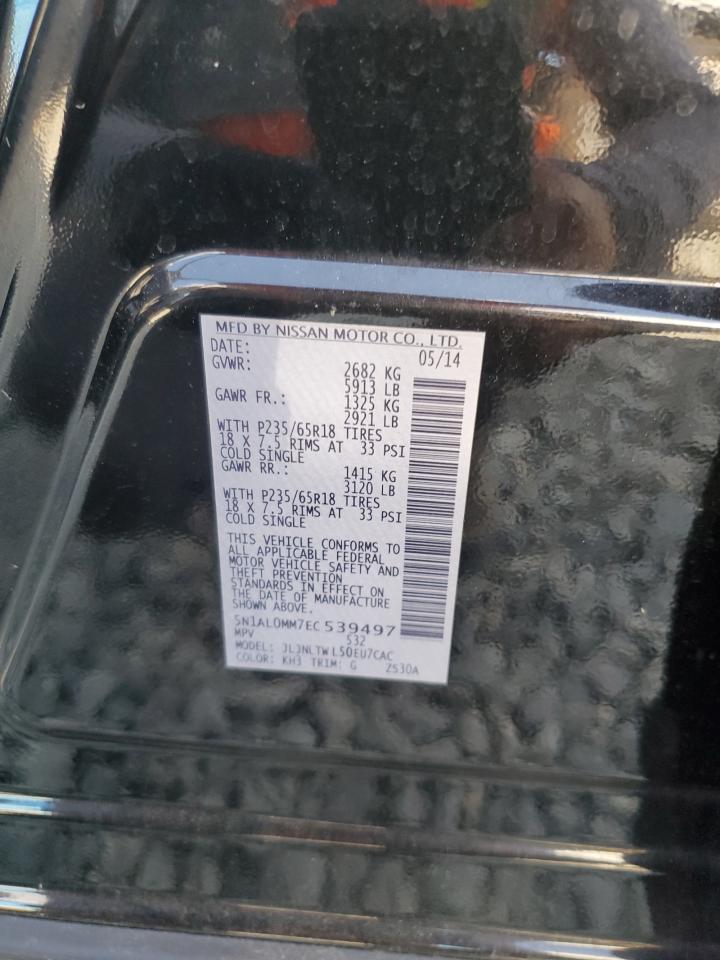 MFD BY NISSAN MOTOR CO., LTD.
DATE: 05/14
GVWR: 2682 KG
5913 LB
GAWR FR.: 1325 KG
2921 LB
WITH P235/65R18 TIRES
18 X 7.5 RIMS AT 33 PSI
COLD SINGLE
GAWR RR.: 1415 KG
3120 LB
WITH P235/65R18 TIRES
18 X 7.5 RIMS AT 33 PSI
COLD SINGLE
THIS VEHICLE CONFORMS TO
ALL APPLICABLE FEDERAL
MOTOR VEHICLE SAFETY AND
THEFT PREVENTION
STANDARDS IN EFFECT ON
THE DATE OF MANUFACTURE
SHOWN ABOVE.
5N1AL0MM7EC539497
MPV 532
MODEL: JLJNLTWL50EU7CAC
COLOR: KH3 TRIM: G ZS30A